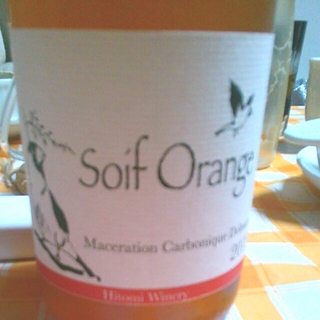 Soif Orange
Maceration Carbonique
Hitomi Winery